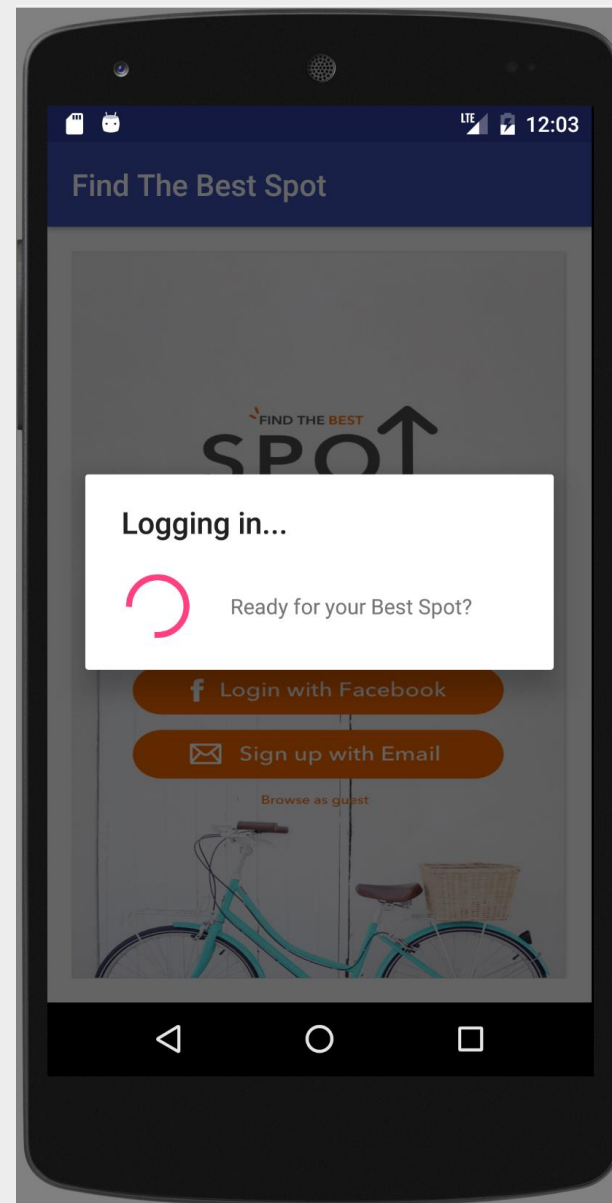 LTE 12:03
Find The Best Spot
FIND THE BEST
SPOT
Logging in...
Ready for your Best Spot?
f Login with Facebook
Sign up with Email
Browse as guest